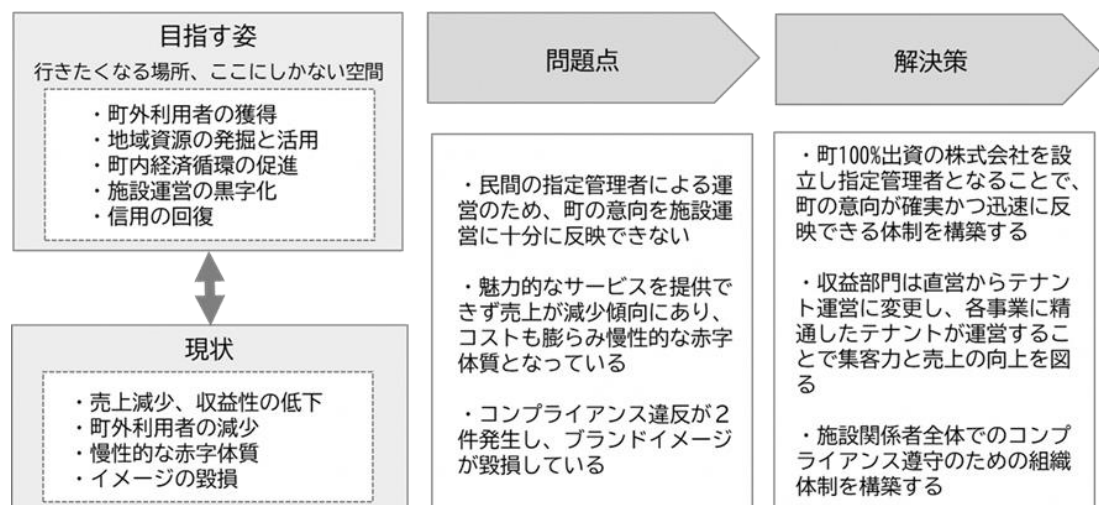 目指す姿
行きたくなる場所、ここにしかない空間
・町外利用者の獲得
・地域資源の発掘と活用
・町内経済循環の促進
・施設運営の黒字化
・信用の回復
現状
・売上減少、収益性の低下
・町外利用者の減少
・慢性的な赤字体質
・イメージの毀損
問題点
・民間の指定管理者による運
営のため、町の意向を施設運
営に十分に反映できない
・魅力的なサービスを提供で
きず売上が減少傾向にあり、
コストも膨らみ慢性的な赤字
体質となっている
・コンプライアンス違反が２
件発生し、ブランドイメージ
が毀損している
解決策
・町100%出資の株式会社を設
立し指定管理者となることで、
町の意向が確実かつ迅速に反
映できる体制を構築する
・収益部門は直営からテナン
ト運営に変更し、各事業に精
通したテナントが運営するこ
とで集客力と売上の向上を図
る
・施設関係者全体でのコンプ
ライアンス遵守のための組織
体制を構築する